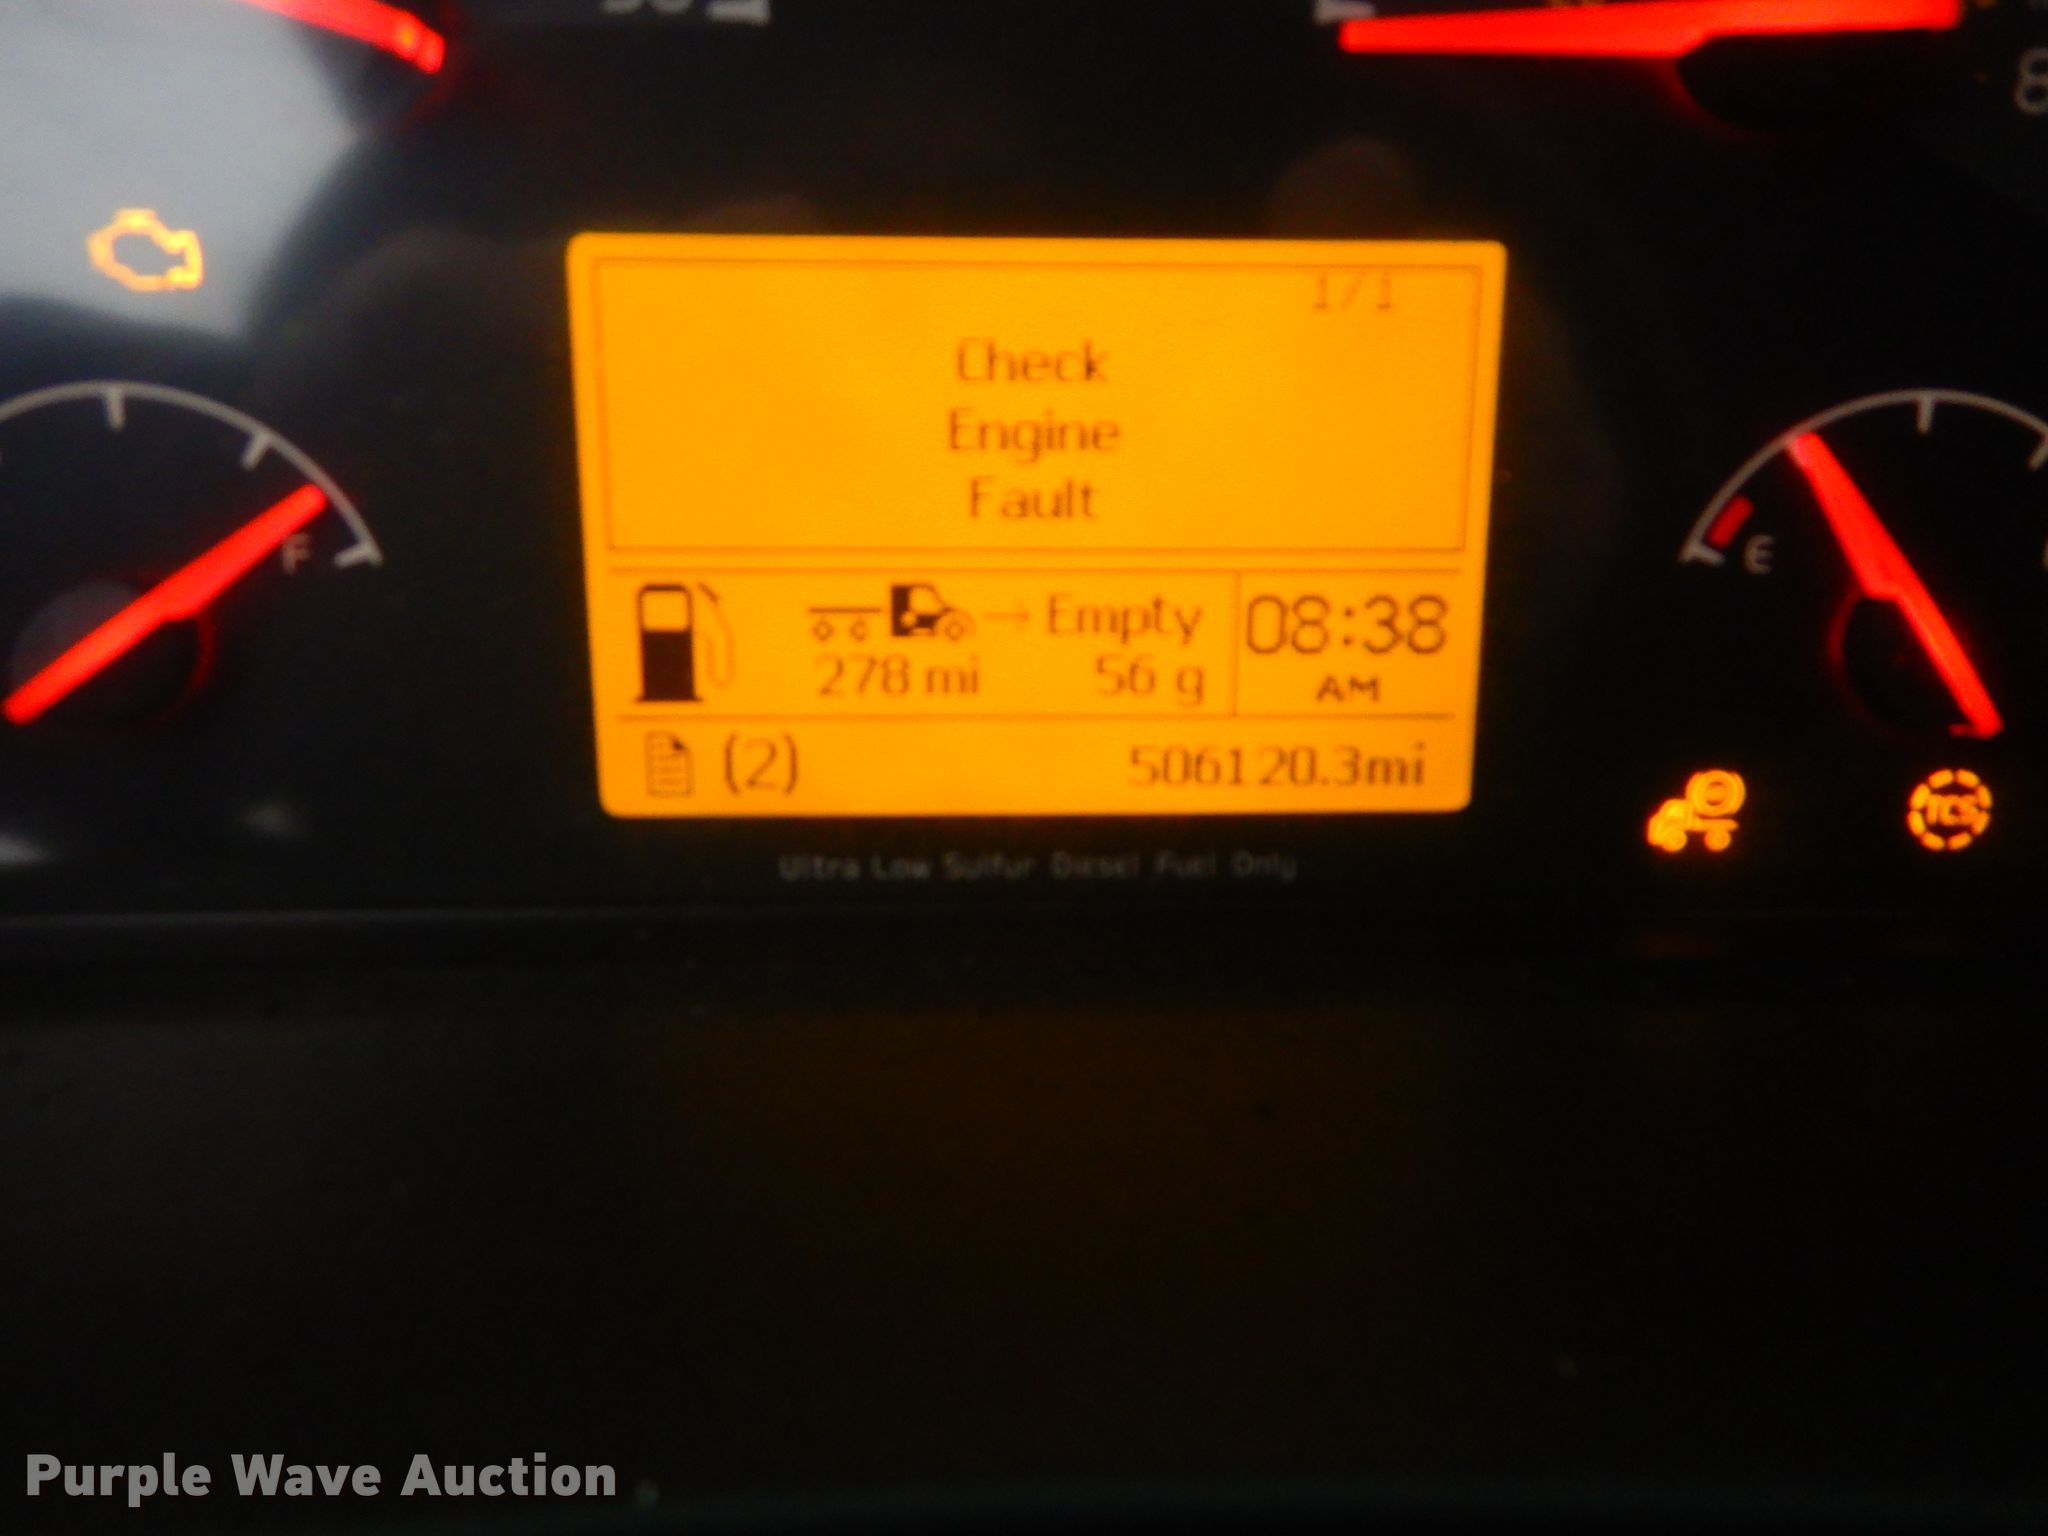 1/1
Check
Engine
Fault
F
E
Empty
278 mi
56 g
08:38
AM
(2)
506120.3mi
TCS
Ultra Low Sulfur Diesel Fuel Only
Purple Wave Auction